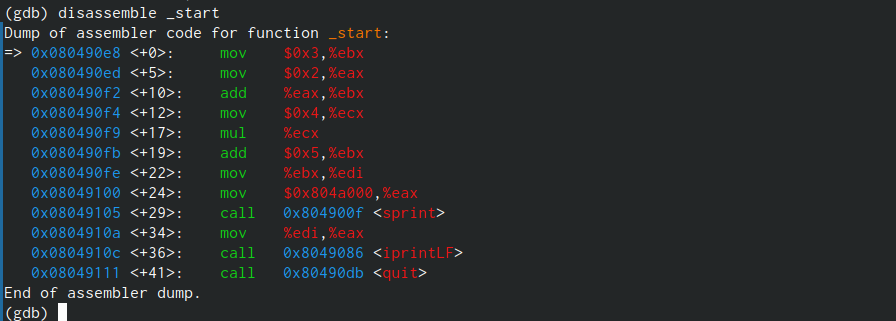 (gdb) disassemble _start
Dump of assembler code for function _start:
=> 0x080490e8 <+0>:     mov    $0x3,%ebx
   0x080490ed <+5>:     mov    $0x2,%eax
   0x080490f2 <+10>:    add    %eax,%ebx
   0x080490f4 <+12>:    mov    $0x4,%ecx
   0x080490f9 <+17>:    mul    %ecx
   0x080490fb <+19>:    add    $0x5,%ebx
   0x080490fe <+22>:    mov    %ebx,%edi
   0x08049100 <+24>:    mov    $0x804a000,%eax
   0x08049105 <+29>:    call   0x804900f <sprint>
   0x0804910a <+34>:    mov    %edi,%eax
   0x0804910c <+36>:    call   0x8049086 <iprintLF>
   0x08049111 <+41>:    call   0x80490db <quit>
End of assembler dump.
(gdb)